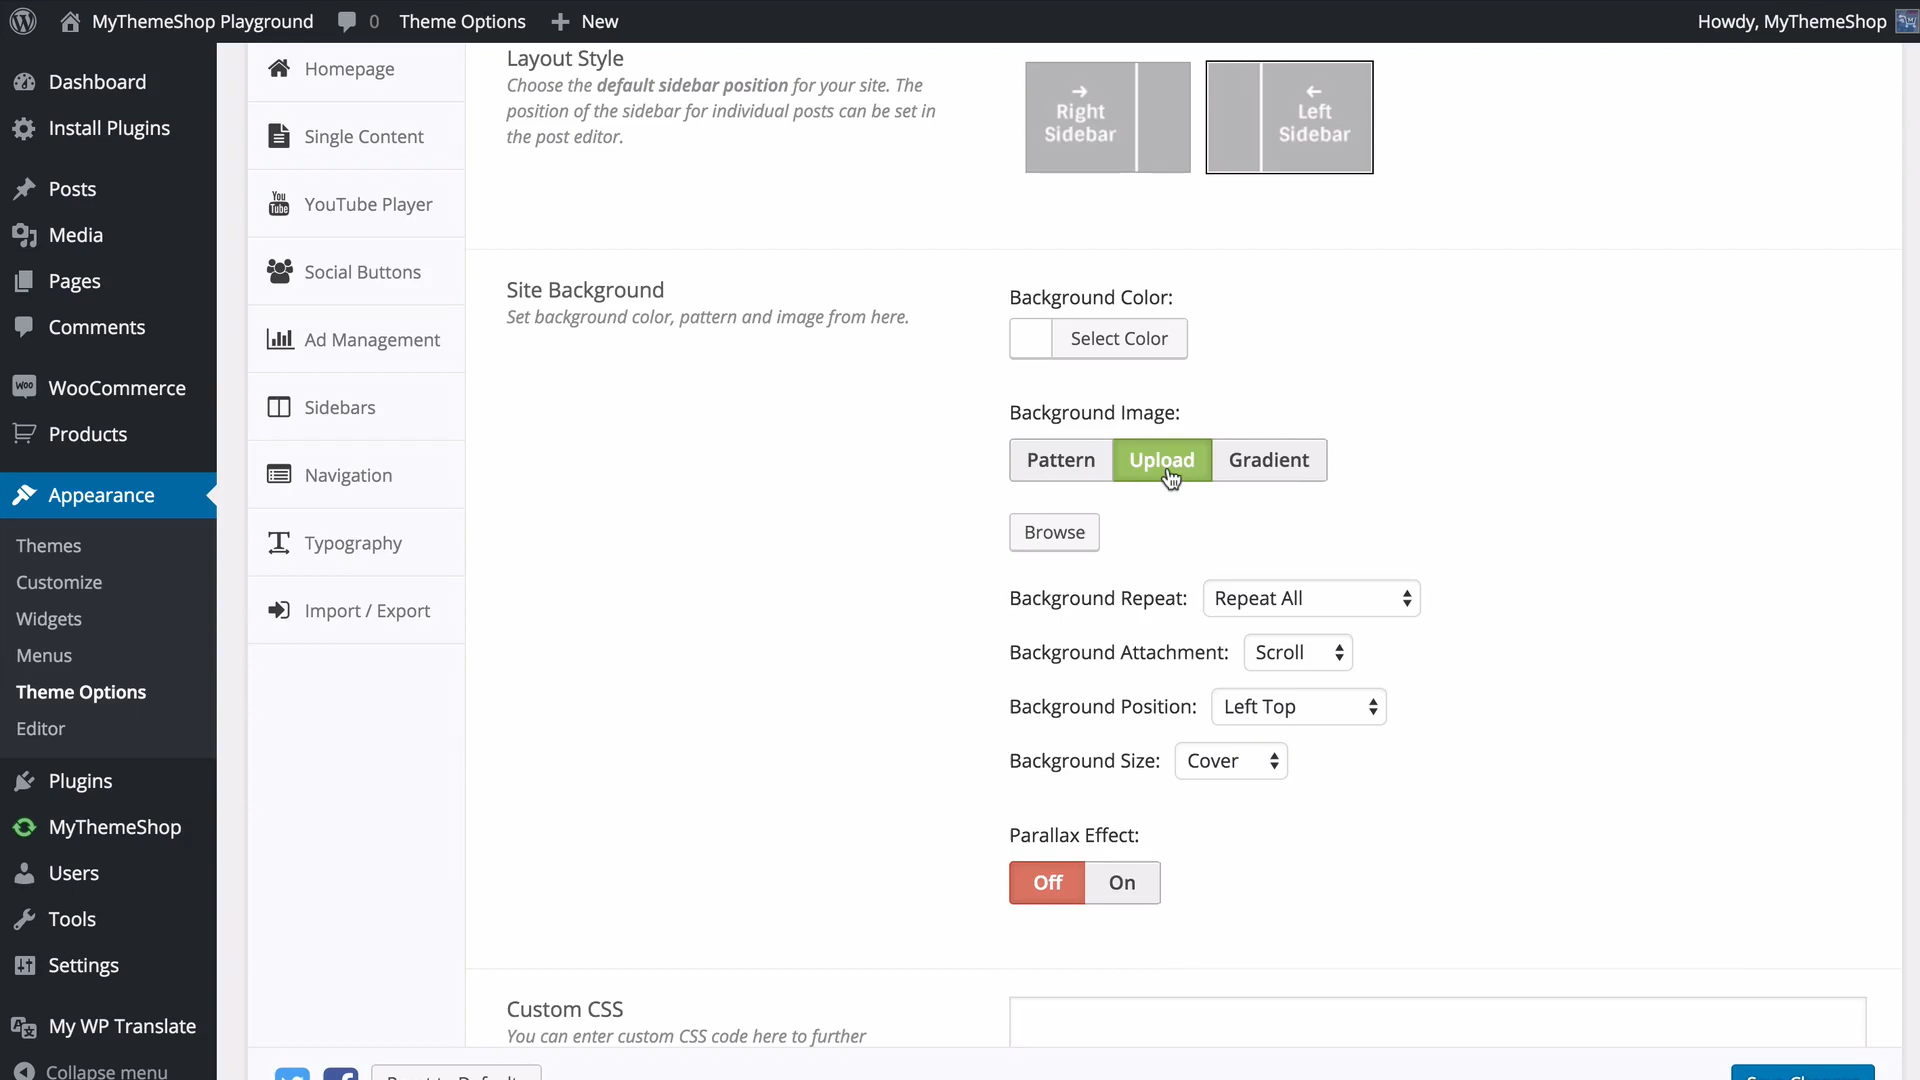 MyThemeShop Playground
0
Theme Options
New
Howdy, MyThemeShop
Dashboard
Install Plugins
Posts
Media
Pages
Comments
WooCommerce
Products
Appearance
Themes
Customize
Widgets
Menus
Theme Options
Editor
Plugins
MyThemeShop
Users
Tools
Settings
My WP Translate
Collapse menu
Homepage
Single Content
YouTube Player
Social Buttons
Ad Management
Sidebars
Navigation
Typography
Import / Export
Layout Style
Choose the default sidebar position for your site. The
position of the sidebar for individual posts can be set in
the post editor.
Right
Sidebar
Left
Sidebar
Site Background
Set background color, pattern and image from here.
Background Color:
Select Color
Background Image:
Pattern
Upload
Gradient
Browse
Background Repeat:
Repeat All
Background Attachment:
Scroll
Background Position:
Left Top
Background Size:
Cover
Parallax Effect:
Off
On
Custom CSS
You can enter custom CSS code here to further